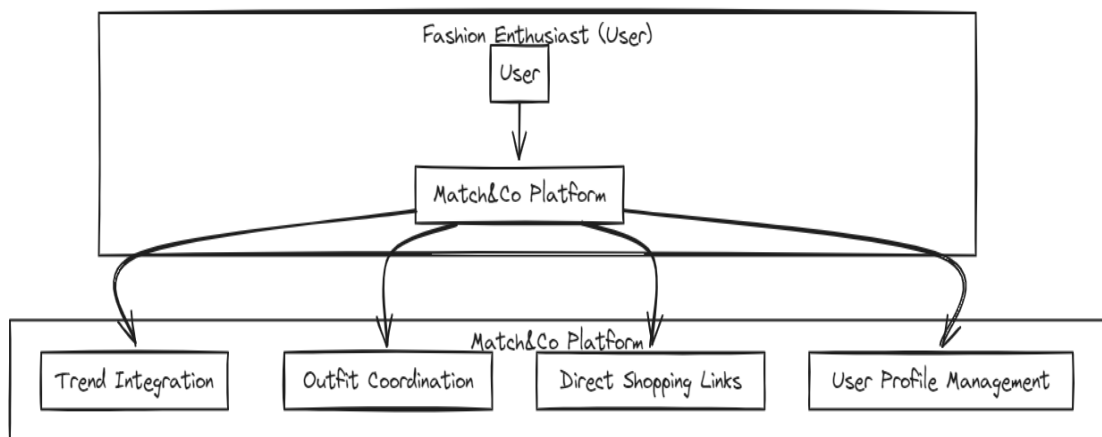 Fashion Enthusiast (User)
User
Match&Co Platform
Match&Co Platform
Trend Integration
Outfit Coordination
Direct Shopping Links
User Profile Management